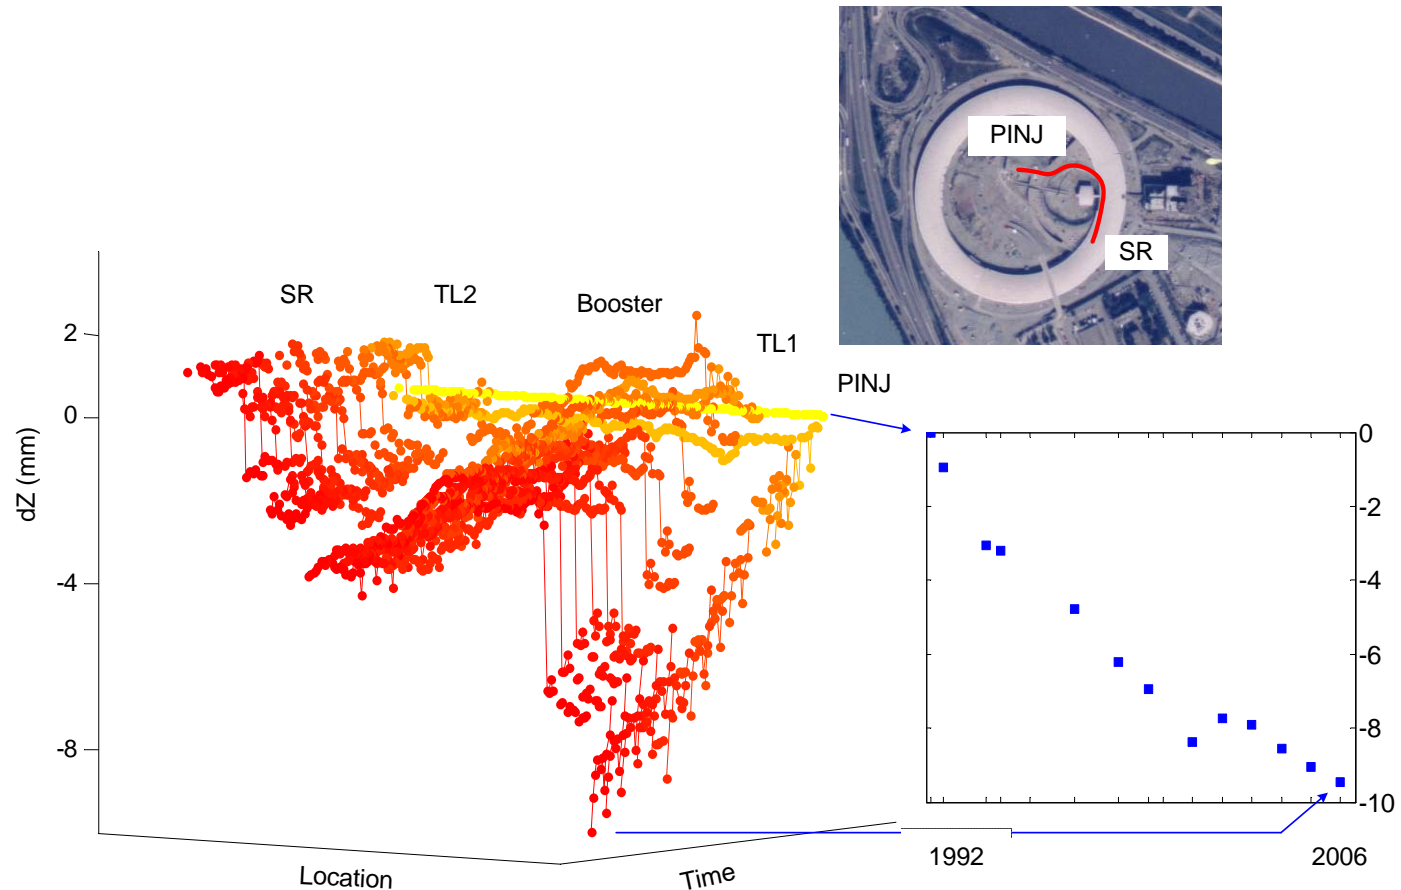 PINJ
SR
SR
TL2
Booster
TL1
PINJ
dZ (mm)
2
0
-4
-8
Location
Time
0
-2
-4
-6
-8
-10
1992
2006